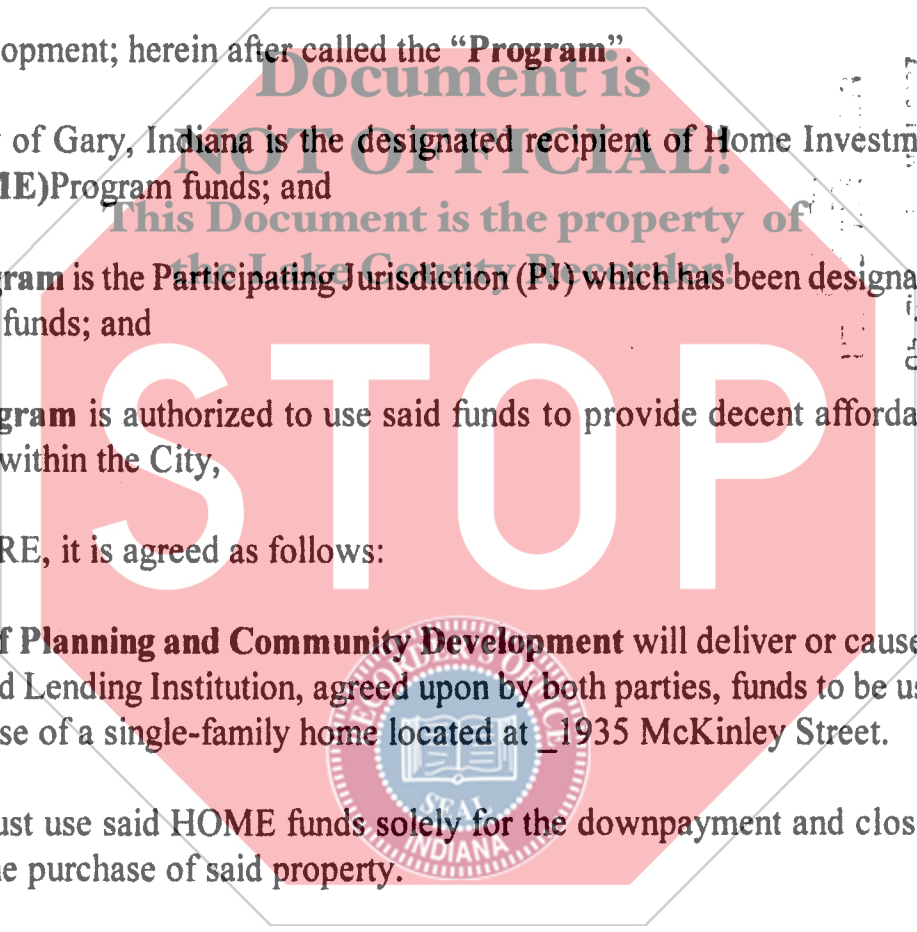 opment; herein after called the “Program”.
Document is
of Gary, Indiana is the designated recipient of Home Investm
NOT OFFICIAL!
E)Program funds; and
This Document is the property of
gram is the Participating Jurisdiction (PJ) which has been designa
the Lake County Recorder!
funds; and
STOP
gram is authorized to use said funds to provide decent afforda
within the City,
RE, it is agreed as follows:
f Planning and Community Development will deliver or cause
d Lending Institution, agreed upon by both parties, funds to be us
se of a single-family home located at _1935 McKinley Street.
RECORDER'S OFFICE
SEAL
INDIANA
ust use said HOME funds solely for the downpayment and clos
e purchase of said property.